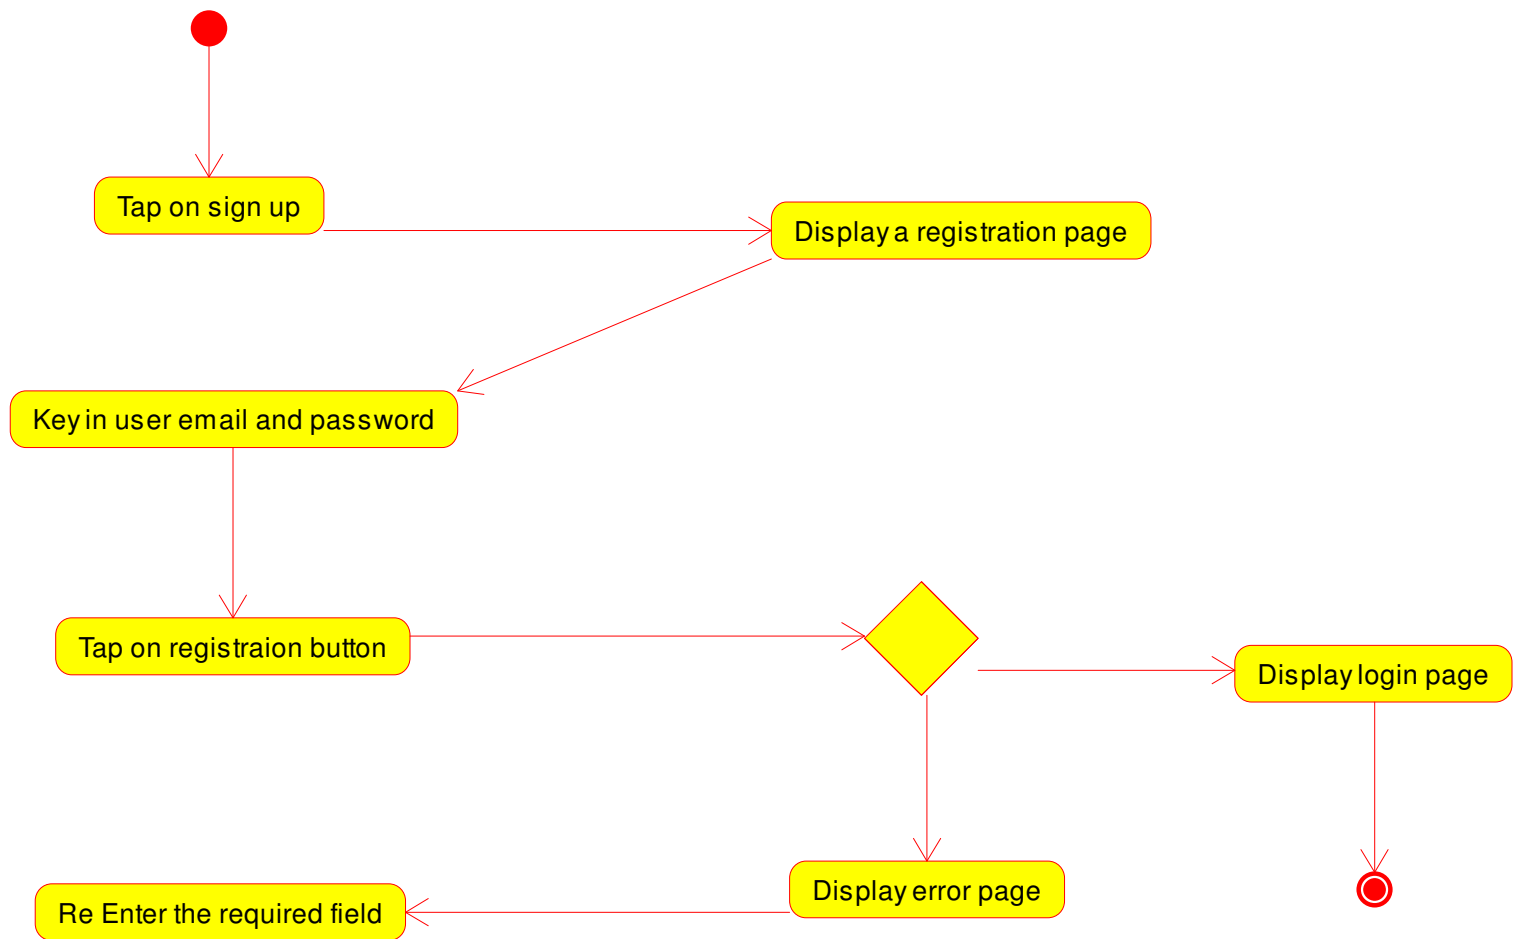 Tap on sign up
Display a registration page
Key in user email and password
Tap on registraion button
Display login page
Display error page
Re Enter the required field